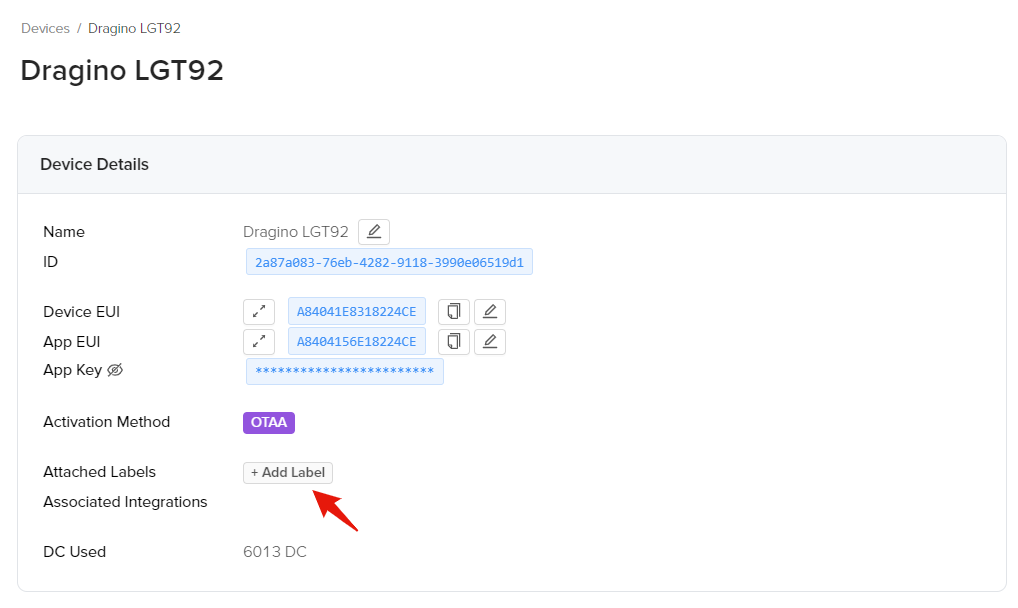 Devices / Dragino LGT92
Dragino LGT92
Device Details
Name Dragino LGT92
ID 2a87a083-76eb-4282-9118-3990e06519d1
Device EUI A84041E8318224CE
App EUI A8404156E18224CE
App Key ************************
Activation Method OTAA
Attached Labels + Add Label
Associated Integrations
DC Used 6013 DC